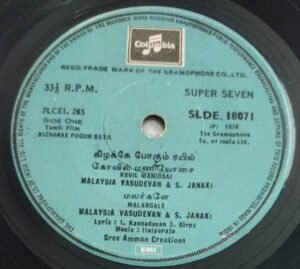 Columbia
REGD. TRADE MARK OF THE GRAMOPHONE CO., LTD.
33⅓ R.P.M.
SUPER SEVEN
7LCE1. 265
SLDE. 18071
SIDE ONE
Tamil Film
KIZHAKKE POGUM RAYIL
℗ 1978
The Gramophone
Co. of India Ltd.
கிழக்கே போகும் ரயில்
கோவில் மணியோசை
KOVIL MANIOSAI
MALAYSIA VASUDEVAN & S. JANAKI
மலர்களே
MALARGALE
MALAYSIA VASUDEVAN & S. JANAKI
Lyric : 1. Kannadasan 2. Sirpy
Music : Ilaiyaraja
Sree Amman Creations
EMI